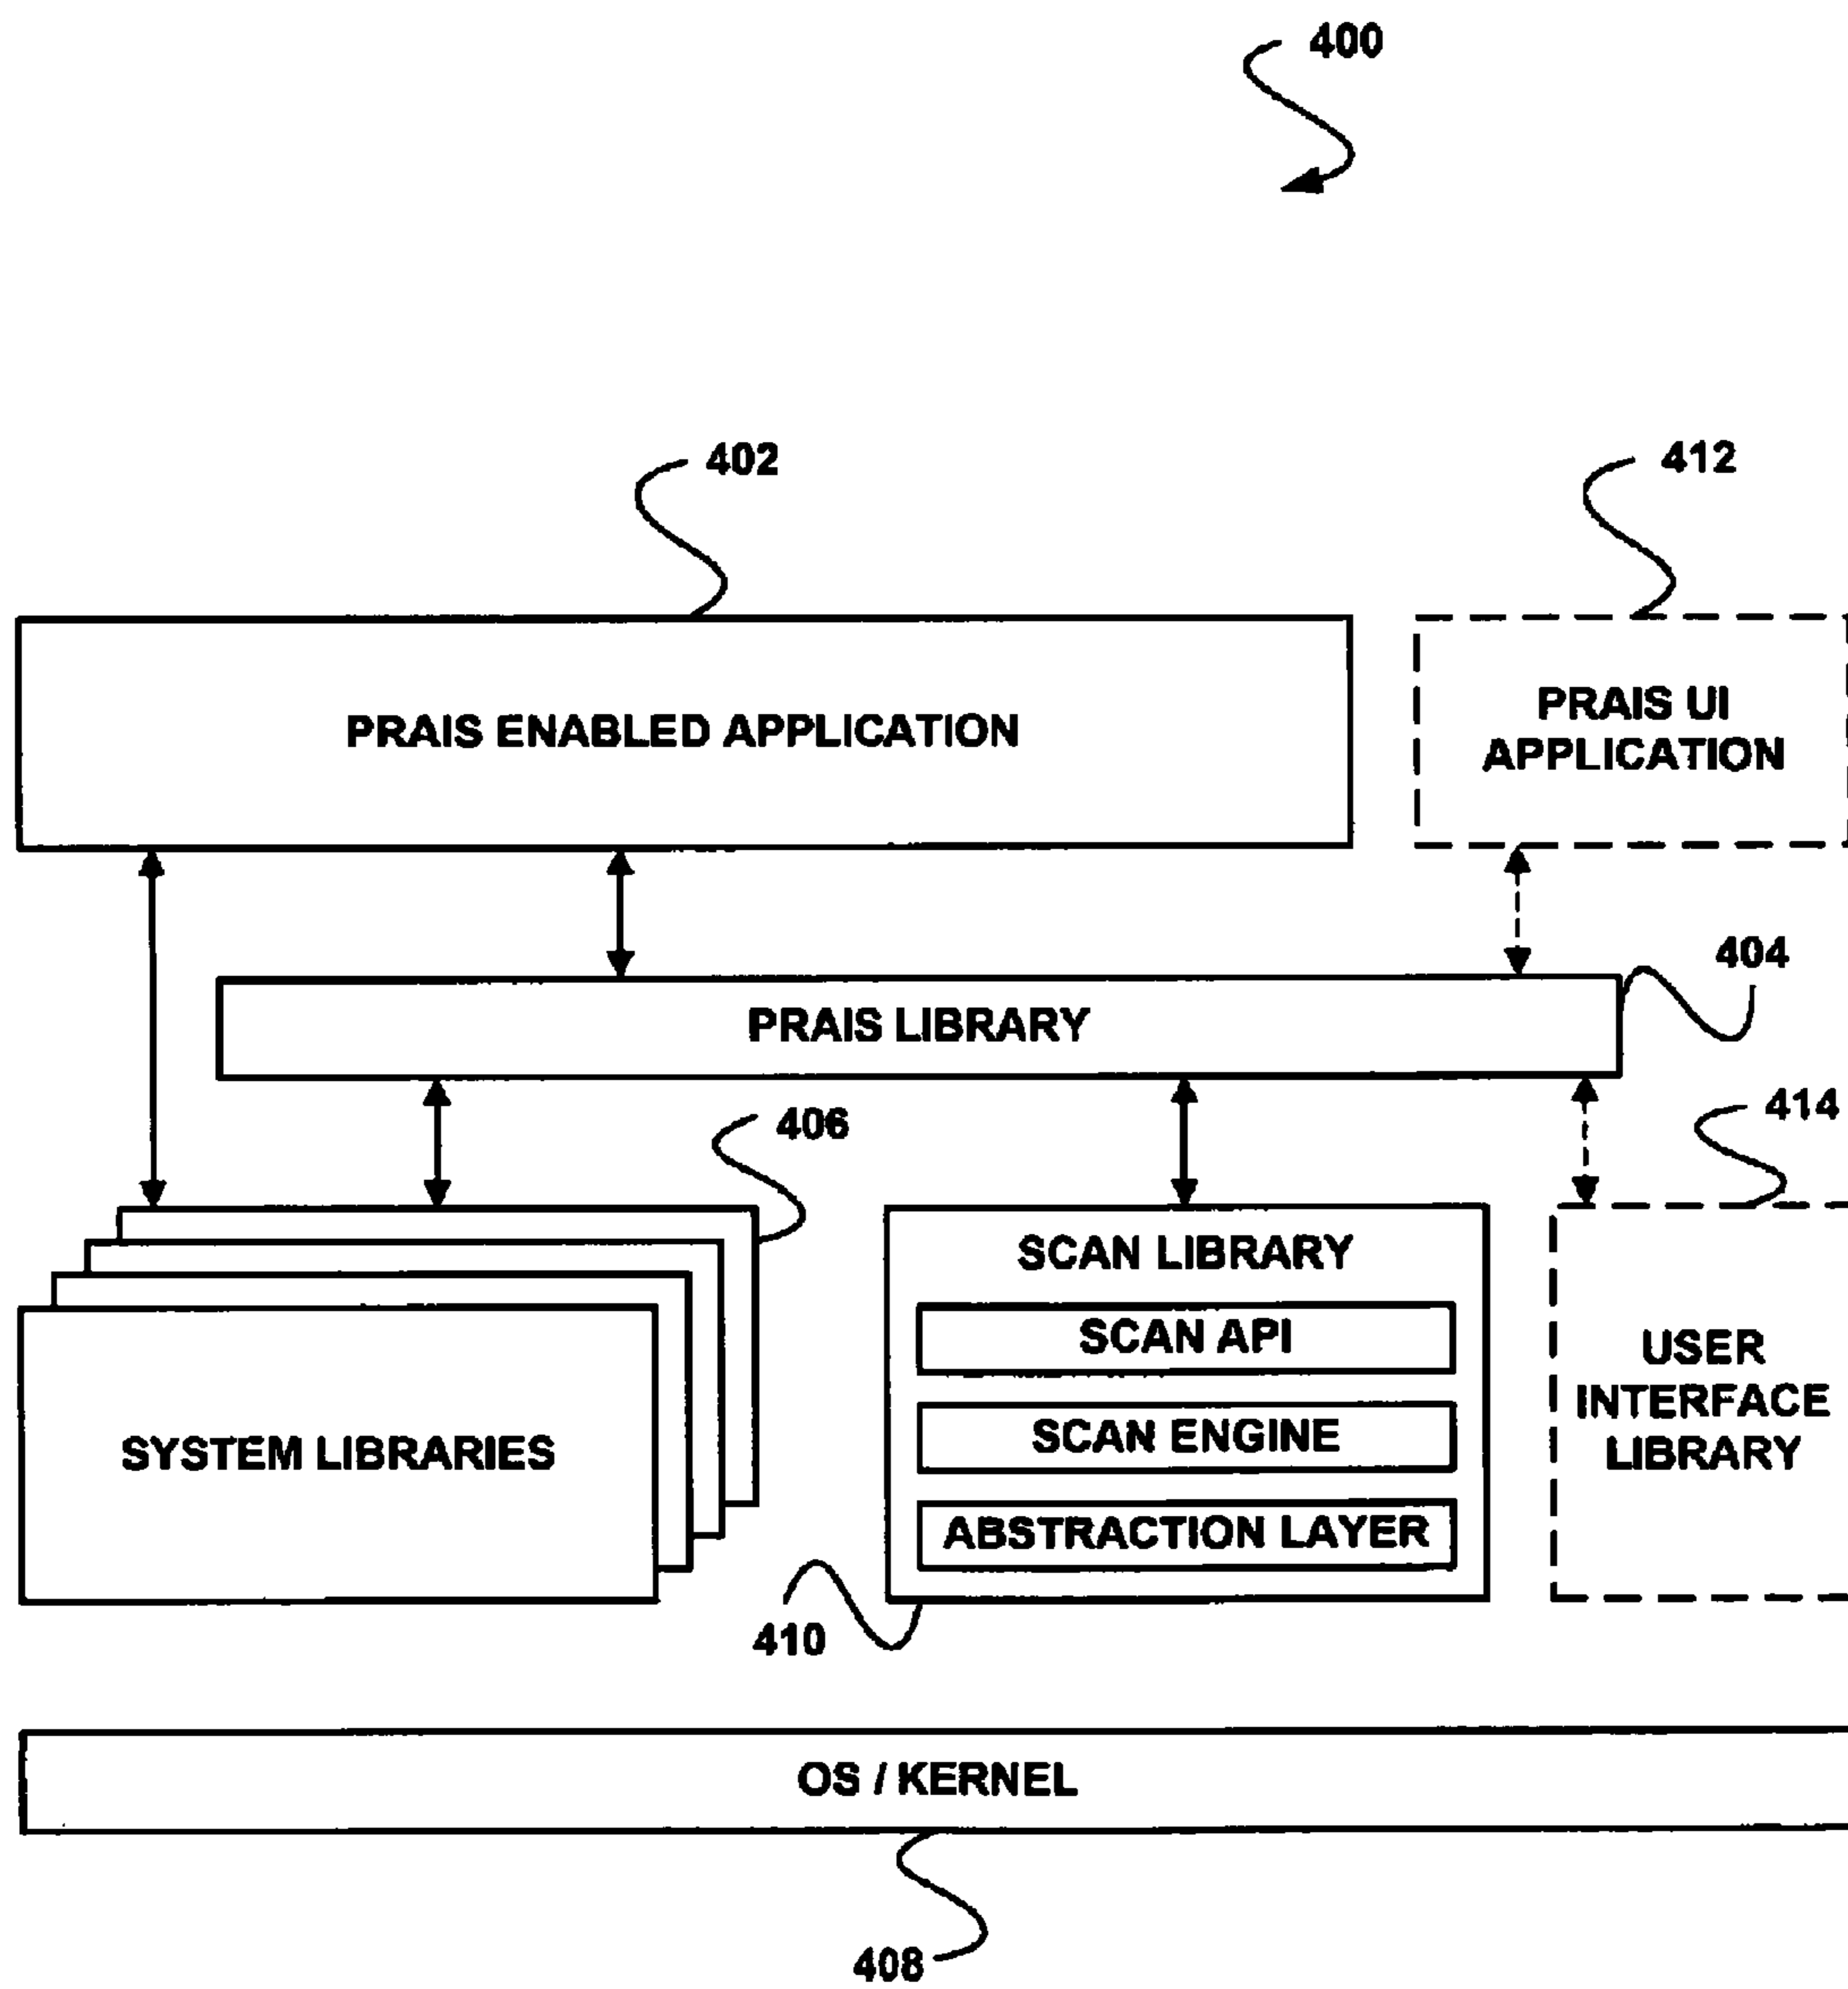 400
402
412
PRAIS ENABLED APPLICATION
PRAIS UI
APPLICATION
404
PRAIS LIBRARY
406
414
SCAN LIBRARY
SCAN API
SCAN ENGINE
ABSTRACTION LAYER
SYSTEM LIBRARIES
USER
INTERFACE
LIBRARY
410
OS / KERNEL
408